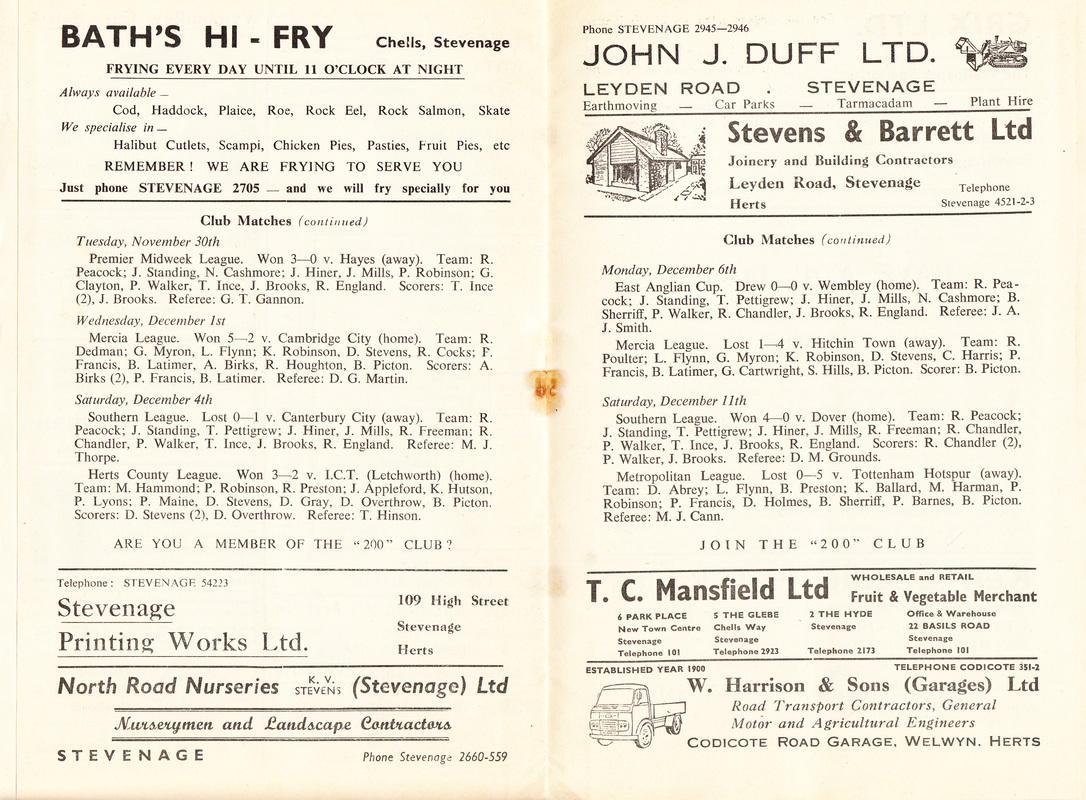 BATH'S HI - FRY Chells, Stevenage
FRYING EVERY DAY UNTIL 11 O'CLOCK AT NIGHT
Always available —
Cod, Haddock, Plaice, Roe, Rock Eel, Rock Salmon, Skate
We specialise in —
Halibut Cutlets, Scampi, Chicken Pies, Pasties, Fruit Pies, etc
REMEMBER! WE ARE FRYING TO SERVE YOU
Just phone STEVENAGE 2705 — and we will fry specially for you
Club Matches (continued)
Tuesday, November 30th
Premier Midweek League. Won 3—0 v. Hayes (away). Team: R.
Peacock; J. Standing, N. Cashmore; J. Hiner, J. Mills, P. Robinson; G.
Clayton, P. Walker, T. Ince, J. Brooks, R. England. Scorers: T. Ince
(2), J. Brooks. Referee: G. T. Gannon.
Wednesday, December 1st
Mercia League. Won 5—2 v. Cambridge City (home). Team: R.
Dedman; G. Myron, L. Flynn; K. Robinson, D. Stevens, R. Cocks; F.
Francis, B. Latimer, A. Birks, R. Houghton, B. Picton. Scorers: A.
Birks (2), P. Francis, B. Latimer. Referee: D. G. Martin.
Saturday, December 4th
Southern League. Lost 0—1 v. Canterbury City (away). Team: R.
Peacock; J. Standing, T. Pettigrew; J. Hiner, J. Mills, R. Freeman; R.
Chandler, P. Walker, T. Ince, J. Brooks, R. England. Referee: M. J.
Thorpe.
Herts County League. Won 3—2 v. I.C.T. (Letchworth) (home).
Team: M. Hammond; P. Robinson, R. Preston; J. Appleford, K. Hutson,
P. Lyons; P. Maine, D. Stevens, D. Gray, D. Overthrow, B. Picton.
Scorers: D. Stevens (2), D. Overthrow. Referee: T. Hinson.
ARE YOU A MEMBER OF THE "200" CLUB?
Telephone: STEVENAGE 54223
Stevenage
Printing Works Ltd.
109 High Street
Stevenage
Herts
North Road Nurseries K. V. STEVENS (Stevenage) Ltd
Nurserymen and Landscape Contractors
STEVENAGE Phone Stevenage 2660-559
Phone STEVENAGE 2945—2946
JOHN J. DUFF LTD.
LEYDEN ROAD . STEVENAGE
Earthmoving — Car Parks — Tarmacadam — Plant Hire
Stevens & Barrett Ltd
Joinery and Building Contractors
Leyden Road, Stevenage
Herts
Telephone
Stevenage 4521-2-3
Club Matches (continued)
Monday, December 6th
East Anglian Cup. Drew 0—0 v. Wembley (home). Team: R. Pea-
cock; J. Standing, T. Pettigrew; J. Hiner, J. Mills, N. Cashmore; B.
Sherriff, P. Walker, R. Chandler, J. Brooks, R. England. Referee: J. A.
J. Smith.
Mercia League. Lost 1—4 v. Hitchin Town (away). Team: R.
Poulter; L. Flynn, G. Myron; K. Robinson, D. Stevens, C. Harris; P.
Francis, B. Latimer, G. Cartwright, S. Hills, B. Picton. Scorer: B. Picton.
Saturday, December 11th
Southern League. Won 4—0 v. Dover (home). Team: R. Peacock;
J. Standing, T. Pettigrew; J. Hiner, J. Mills, R. Freeman; R. Chandler,
P. Walker, T. Ince, J. Brooks, R. England. Scorers: R. Chandler (2),
P. Walker, J. Brooks. Referee: D. M. Grounds.
Metropolitan League. Lost 0—5 v. Tottenham Hotspur (away).
Team: D. Abrey; L. Flynn, B. Preston; K. Ballard, M. Harman, P.
Robinson; P. Francis, D. Holmes, B. Sherriff, P. Barnes, B. Picton.
Referee: M. J. Cann.
JOIN THE "200" CLUB
T. C. Mansfield Ltd
WHOLESALE and RETAIL
Fruit & Vegetable Merchant
6 PARK PLACE 5 THE GLEBE 2 THE HYDE Office & Warehouse
New Town Centre Chells Way Stevenage 22 BASILS ROAD
Stevenage Stevenage Stevenage
Telephone 101 Telephone 2923 Telephone 2173 Telephone 101
ESTABLISHED YEAR 1900 TELEPHONE CODICOTE 351-2
W. Harrison & Sons (Garages) Ltd
Road Transport Contractors, General
Motor and Agricultural Engineers
CODICOTE ROAD GARAGE, WELWYN. HERTS